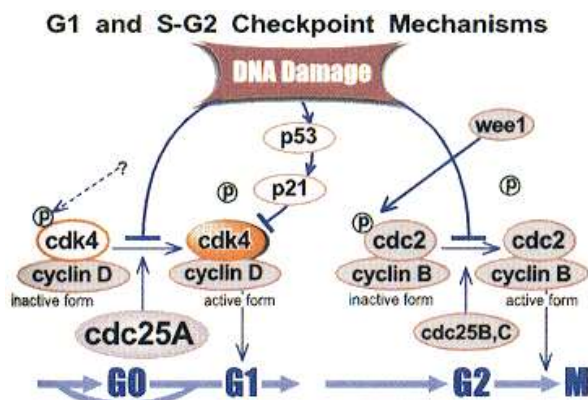 G1 and S-G2 Checkpoint Mechanisms
DNA Damage
p53
wee1
?
p
p21
p
p
p
cdk4
cdk4
cdc2
cdc2
cyclin D
cyclin D
cyclin B
cyclin B
inactive form
active form
inactive form
active form
cdc25A
cdc25B,C
G0
G1
G2
M